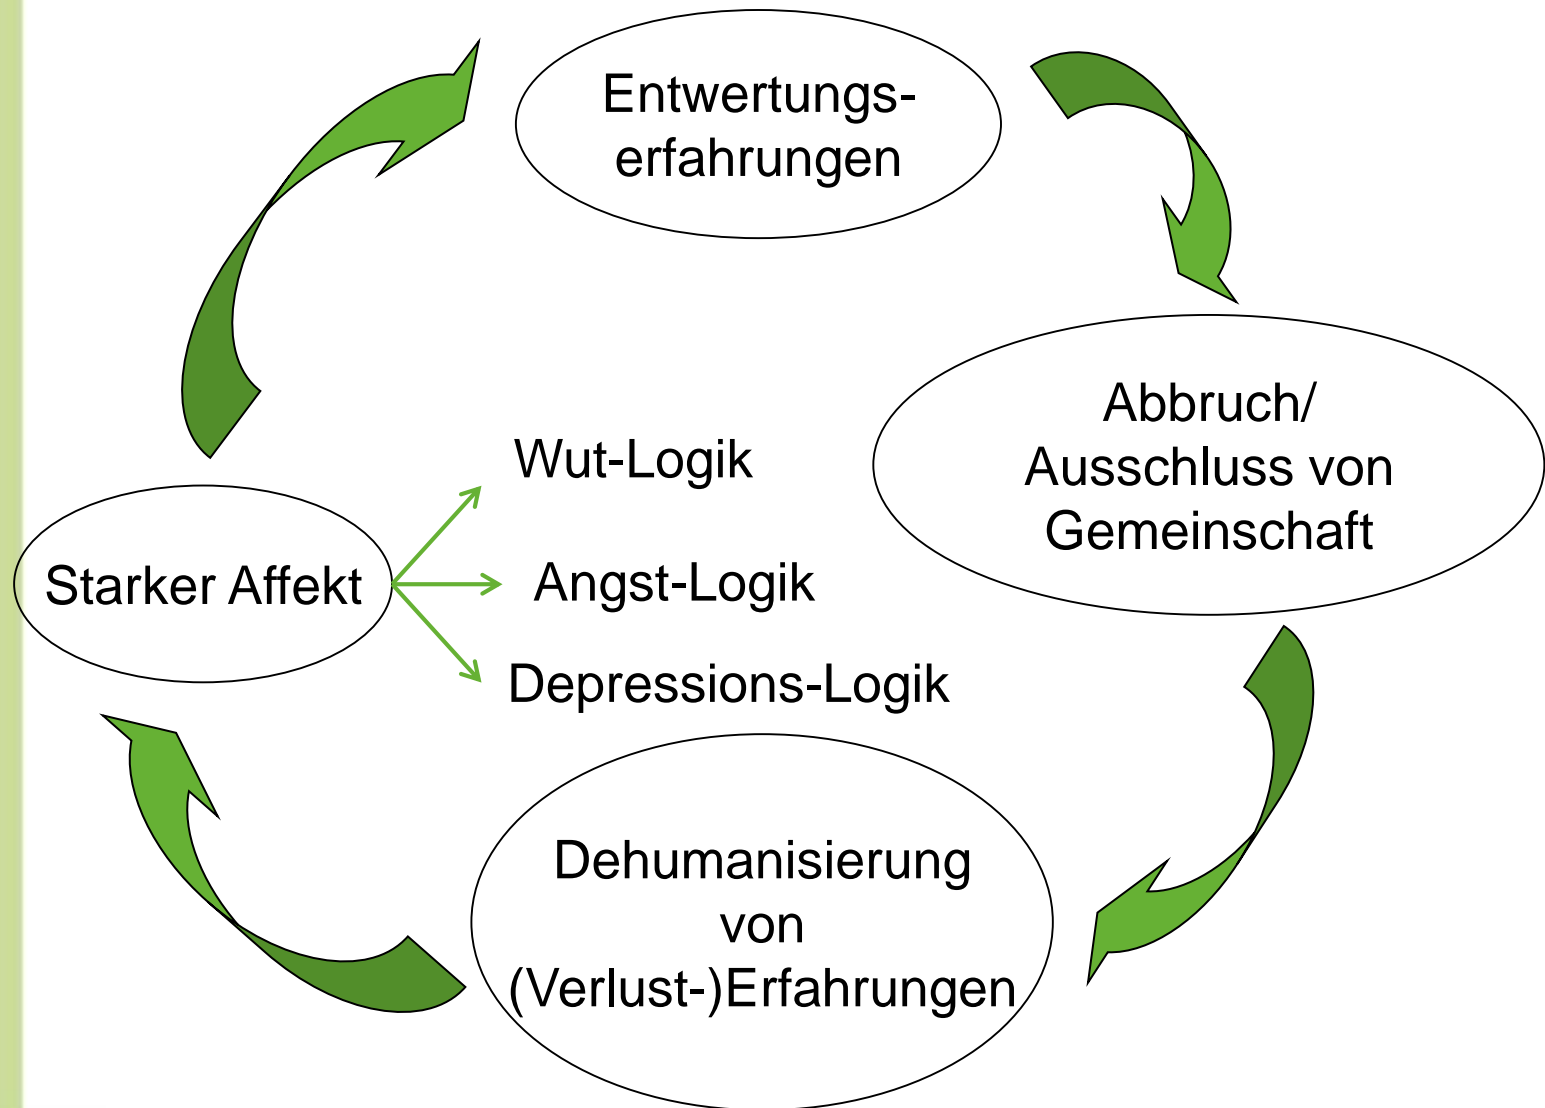 Entwertungs-
erfahrungen
Abbruch/
Ausschluss von
Gemeinschaft
Wut-Logik
Starker Affekt
Angst-Logik
Depressions-Logik
Dehumanisierung
von
(Verlust-)Erfahrungen